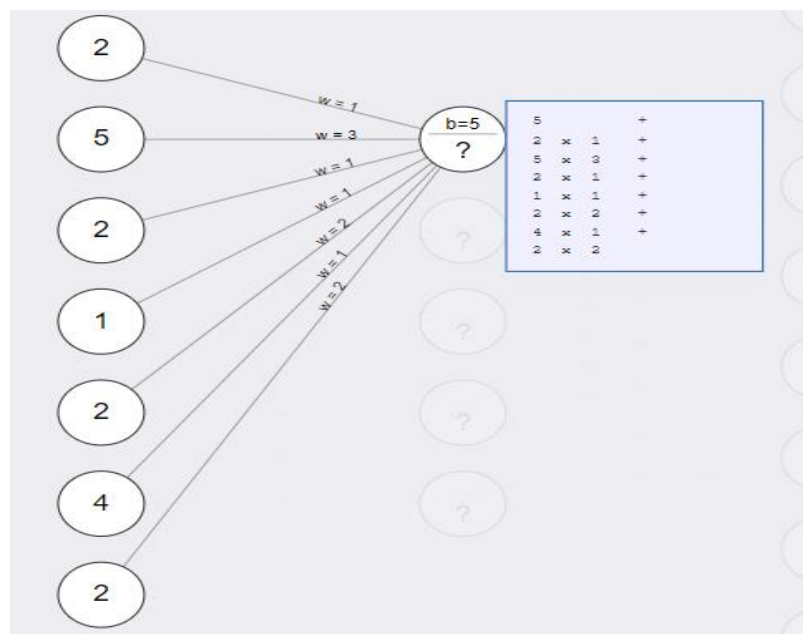 2
w = 1
5
w = 3
b=5
?
5 +
2 x 1 +
5 x 3 +
2 x 1 +
1 x 1 +
2 x 2 +
4 x 1 +
2 x 2
2
w = 1
1
w = 1
2
w = 2
4
w = 1
2
w = 2
?
?
?
?